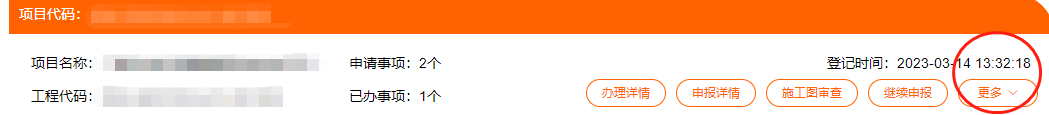 项目代码：
项目名称： 申请事项：2个 登记时间：2023-03-14 13:32:18
工程代码： 已办事项：1个
办理详情 申报详情 施工图审查 继续申报 更多